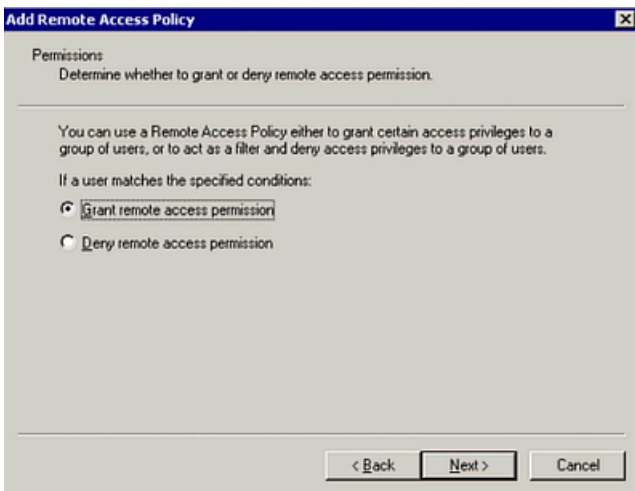 Add Remote Access Policy
Permissions
Determine whether to grant or deny remote access permission.
You can use a Remote Access Policy either to grant certain access privileges to a
group of users, or to act as a filter and deny access privileges to a group of users.
If a user matches the specified conditions:
Grant remote access permission
Deny remote access permission
< Back
Next >
Cancel